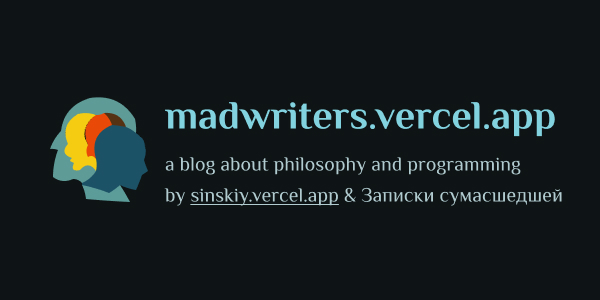 madwriters.vercel.app
a blog about philosophy and programming
by sinskiy.vercel.app & Записки сумасшедшей